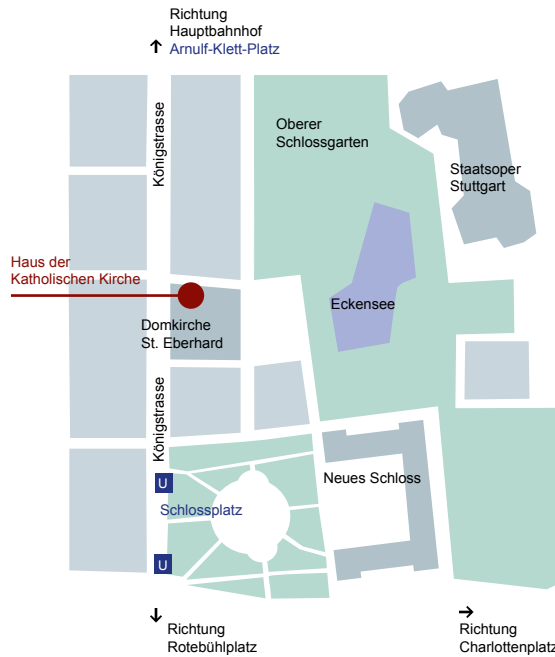 Richtung
Hauptbahnhof
Arnulf-Klett-Platz
Königstrasse
Oberer
Schlossgarten
Staatsoper
Stuttgart
Haus der
Katholischen Kirche
Eckensee
Domkirche
St. Eberhard
Königstrasse
Neues Schloss
U
Schlossplatz
U
Richtung
Rotebühlplatz
Richtung
Charlottenplatz